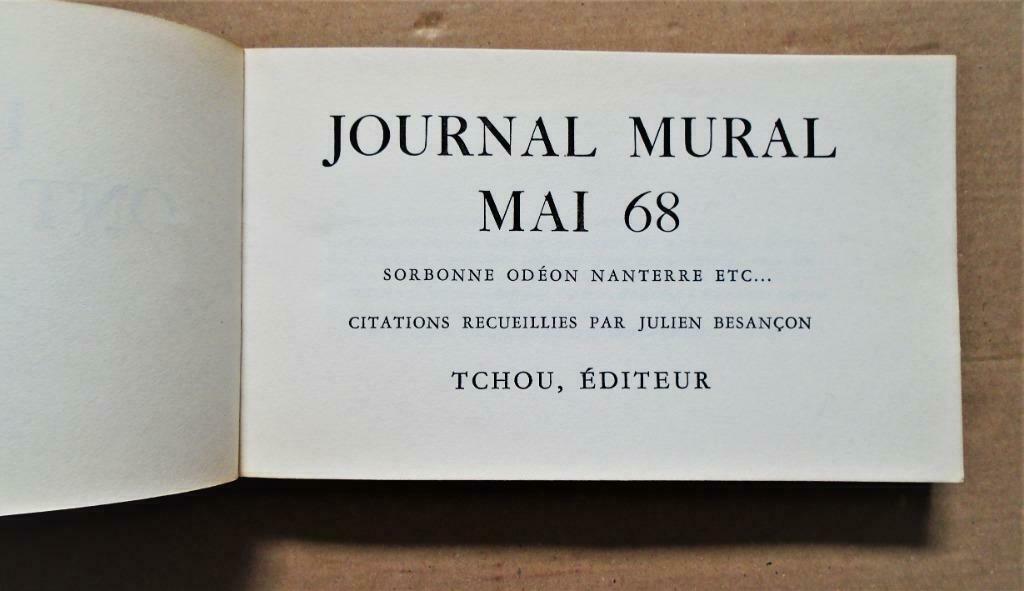 JOURNAL MURAL
MAI 68
SORBONNE ODÉON NANTERRE ETC...
CITATIONS RECUEILLIES PAR JULIEN BESANÇON
TCHOU, ÉDITEUR